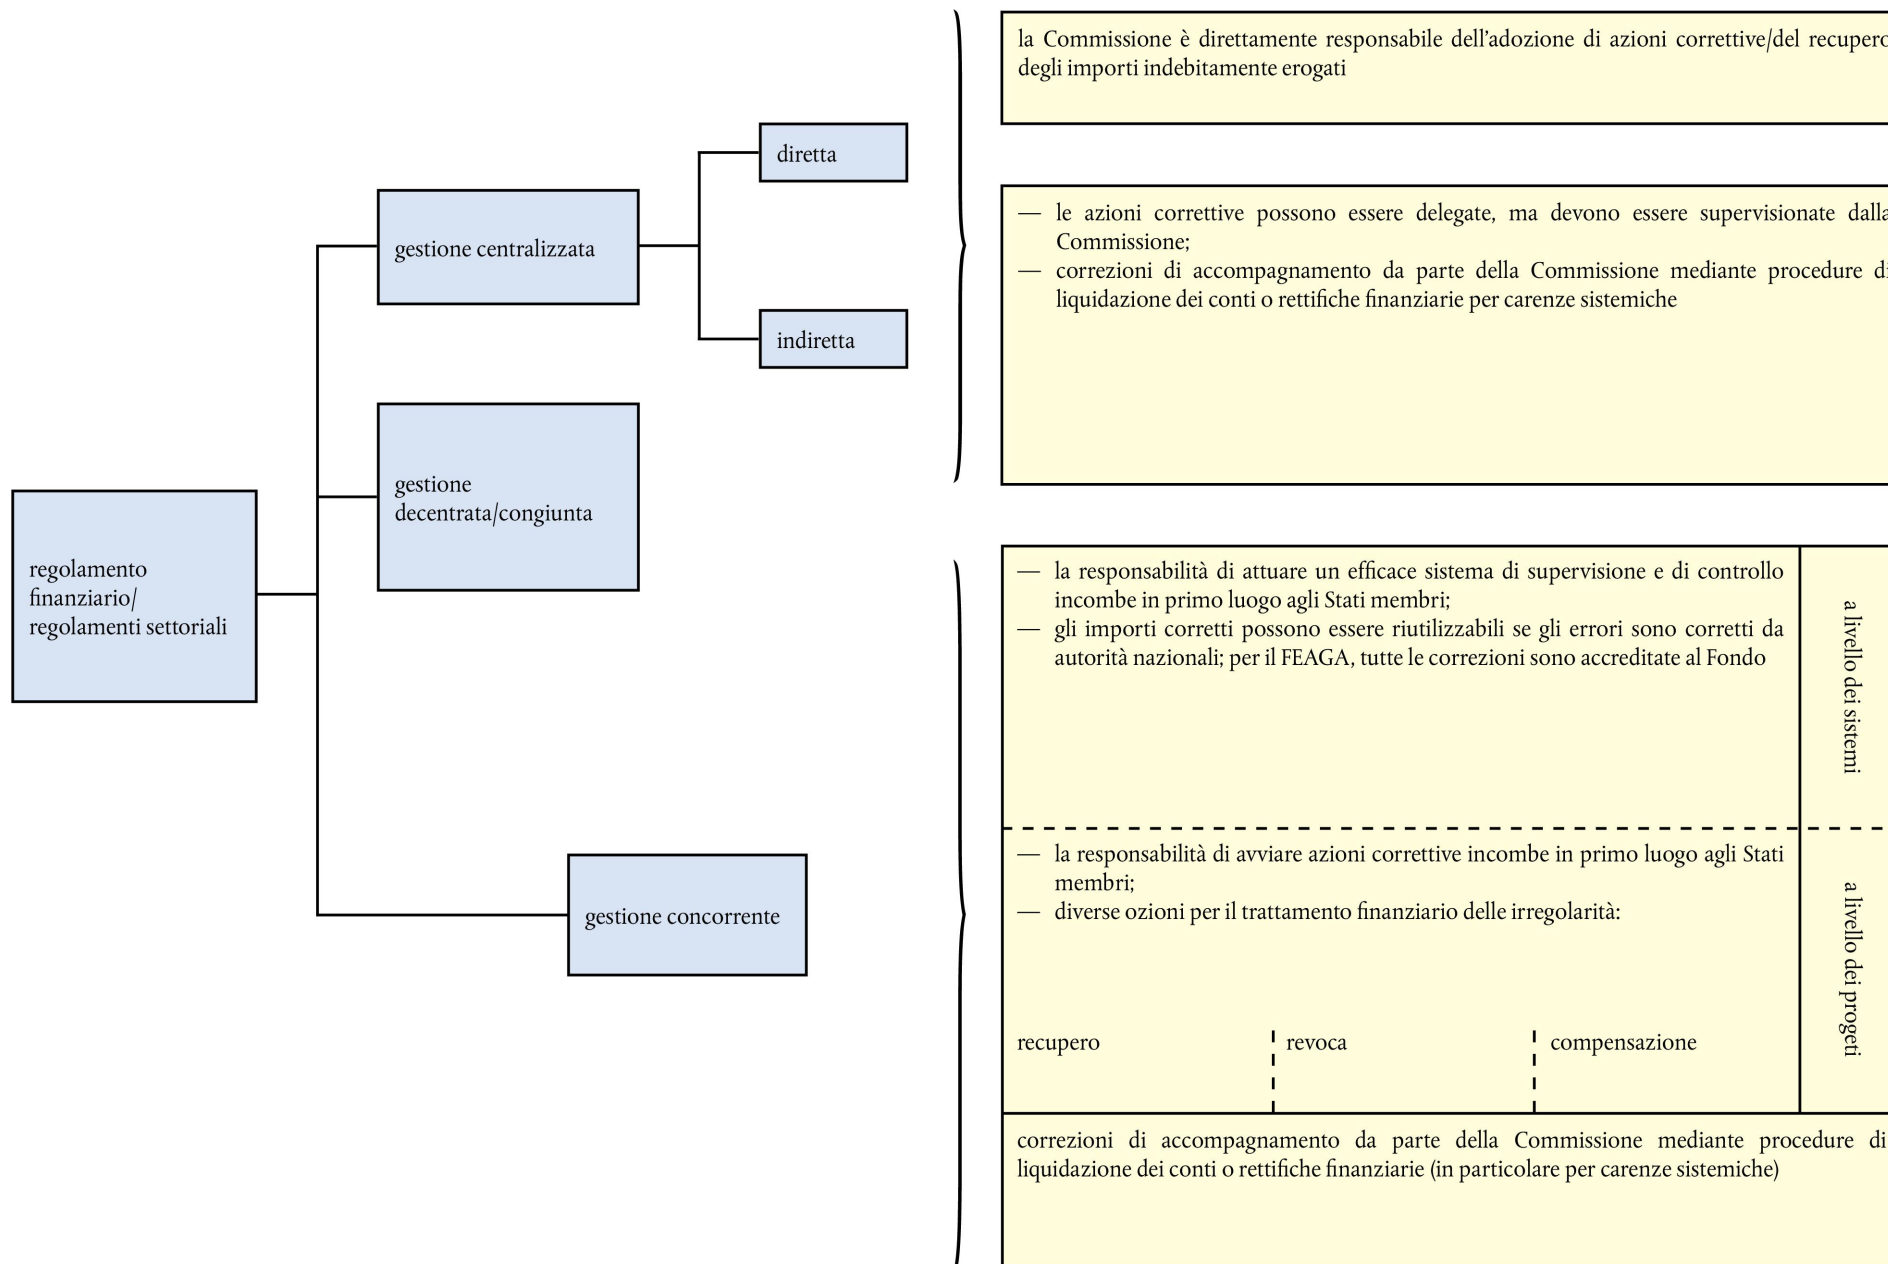 regolamento
finanziario/
regolamenti settoriali
gestione centralizzata
diretta
indiretta
gestione
decentrata/congiunta
gestione concorrente
la Commissione è direttamente responsabile dell'adozione di azioni correttive/del recupero
degli importi indebitamente erogati
— le azioni correttive possono essere delegate, ma devono essere supervisionate dalla
Commissione;
— correzioni di accompagnamento da parte della Commissione mediante procedure di
liquidazione dei conti o rettifiche finanziarie per carenze sistemiche
— la responsabilità di attuare un efficace sistema di supervisione e di controllo
incombe in primo luogo agli Stati membri;
— gli importi corretti possono essere riutilizzabili se gli errori sono corretti da
autorità nazionali; per il FEAGA, tutte le correzioni sono accreditate al Fondo
a livello dei sistemi
— la responsabilità di avviare azioni correttive incombe in primo luogo agli Stati
membri;
— diverse ozioni per il trattamento finanziario delle irregolarità:
recupero
revoca
compensazione
a livello dei progeti
correzioni di accompagnamento da parte della Commissione mediante procedure di
liquidazione dei conti o rettifiche finanziarie (in particolare per carenze sistemiche)